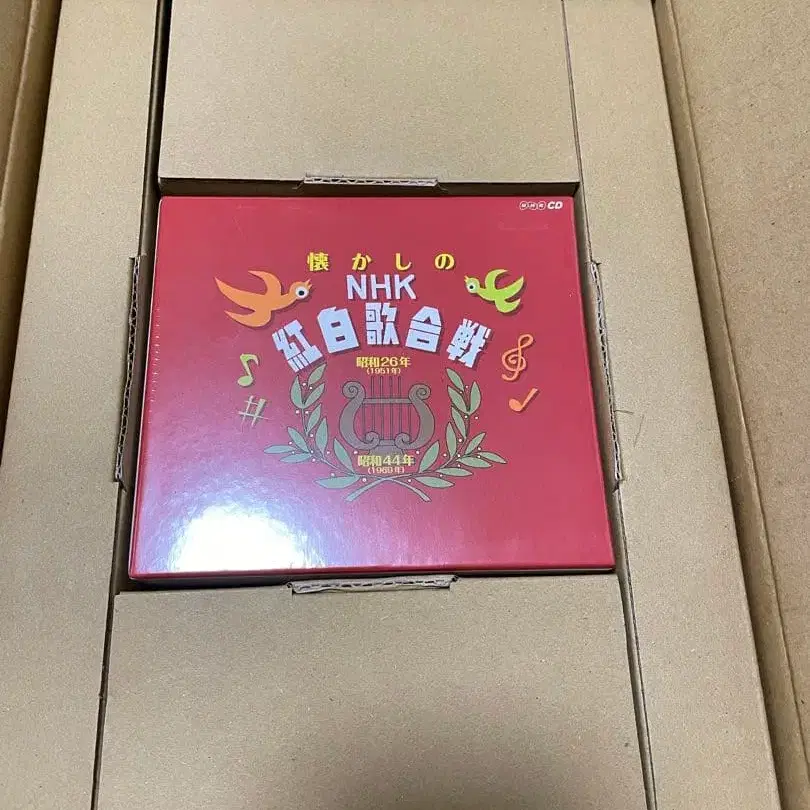 NHK CD
懐かしの
NHK
紅白歌合戦
昭和26年
(1951年)
昭和44年
(1969年)